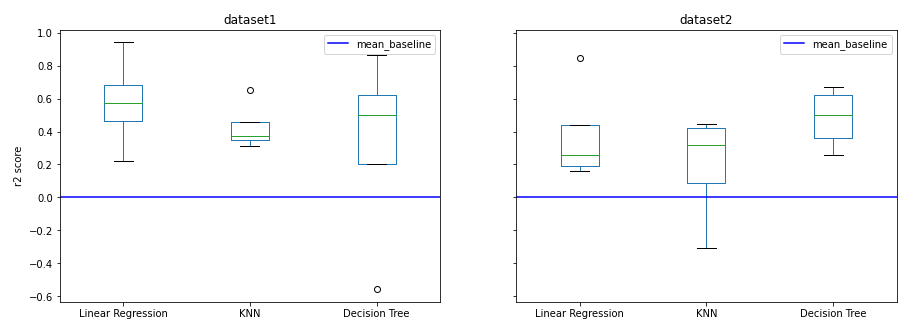 dataset1
dataset2
mean_baseline
mean_baseline
r2 score
1.0
0.8
0.6
0.4
0.2
0.0
−0.2
−0.4
−0.6
Linear Regression
KNN
Decision Tree
Linear Regression
KNN
Decision Tree